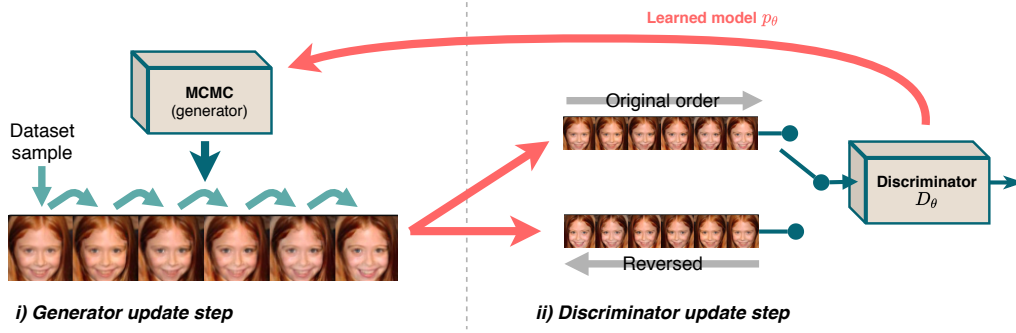 Learned model pθ
MCMC
(generator)
Dataset
sample
Original order
Discriminator
Dθ
Reversed
i) Generator update step
ii) Discriminator update step